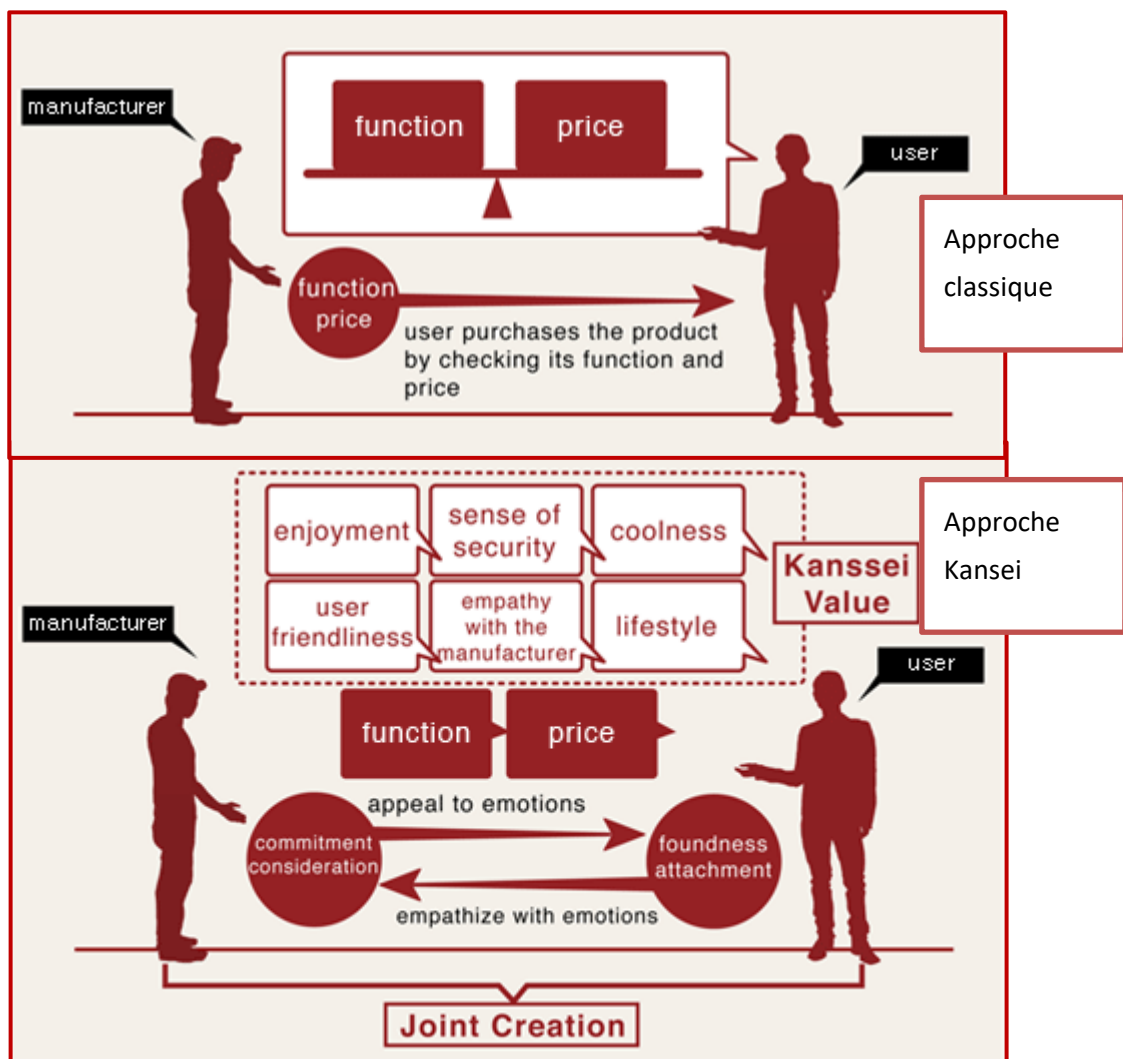 manufacturer
function
price
user
function
price
user purchases the product
by checking its function and
price
Approche
classique
enjoyment
sense of
security
coolness
user
friendliness
empathy
with the
manufacturer
lifestyle
Kanssei
Value
Approche
Kansei
manufacturer
user
function
price
appeal to emotions
commitment
consideration
foundness
attachment
empathize with emotions
Joint Creation